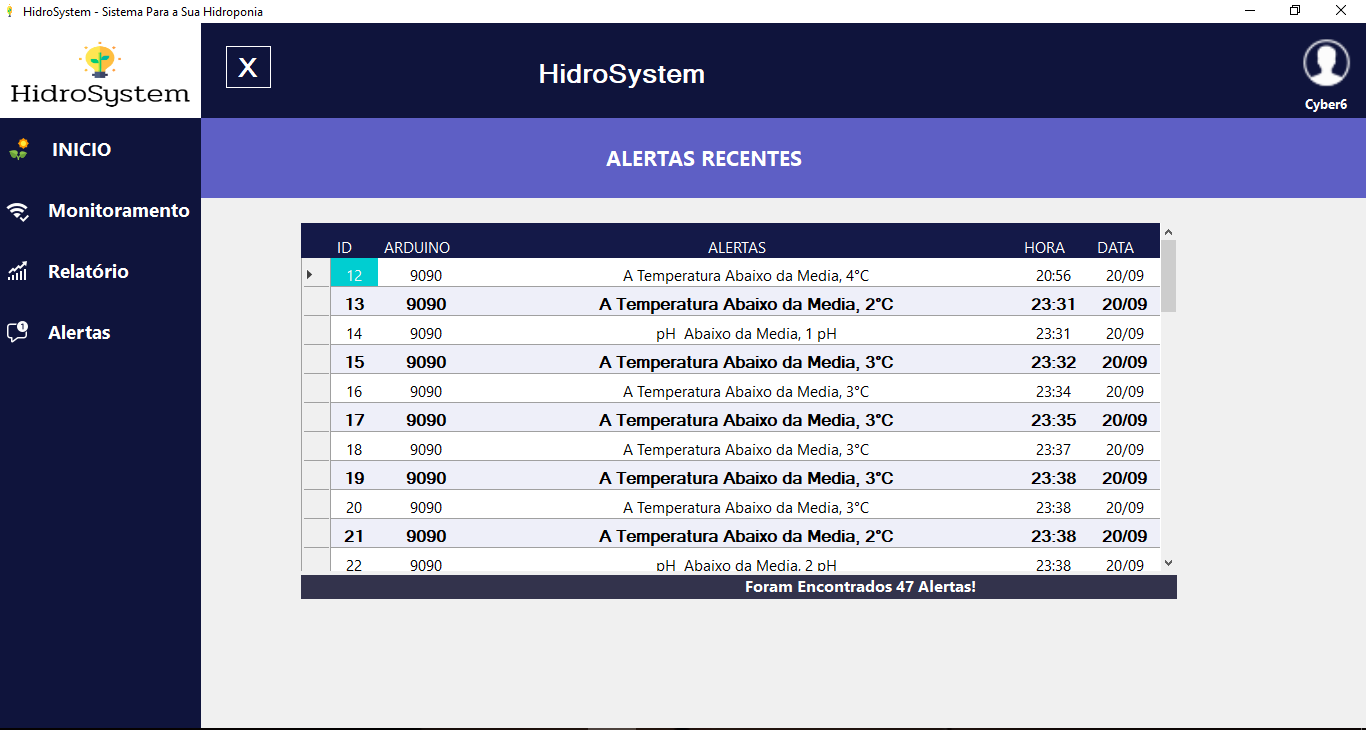 HidroSystem - Sistema Para a Sua Hidroponia
HidroSystem
X
HidroSystem
Cyber6
INICIO
Monitoramento
Relatório
1
Alertas
ALERTAS RECENTES
ID ARDUINO ALERTAS HORA DATA
12 9090 A Temperatura Abaixo da Media, 4°C 20:56 20/09
13 9090 A Temperatura Abaixo da Media, 2°C 23:31 20/09
14 9090 pH  Abaixo da Media, 1 pH 23:31 20/09
15 9090 A Temperatura Abaixo da Media, 3°C 23:32 20/09
16 9090 A Temperatura Abaixo da Media, 3°C 23:34 20/09
17 9090 A Temperatura Abaixo da Media, 3°C 23:35 20/09
18 9090 A Temperatura Abaixo da Media, 3°C 23:37 20/09
19 9090 A Temperatura Abaixo da Media, 3°C 23:38 20/09
20 9090 A Temperatura Abaixo da Media, 3°C 23:38 20/09
21 9090 A Temperatura Abaixo da Media, 2°C 23:38 20/09
22 9090 pH  Abaixo da Media, 2 pH 23:38 20/09
Foram Encontrados 47 Alertas!